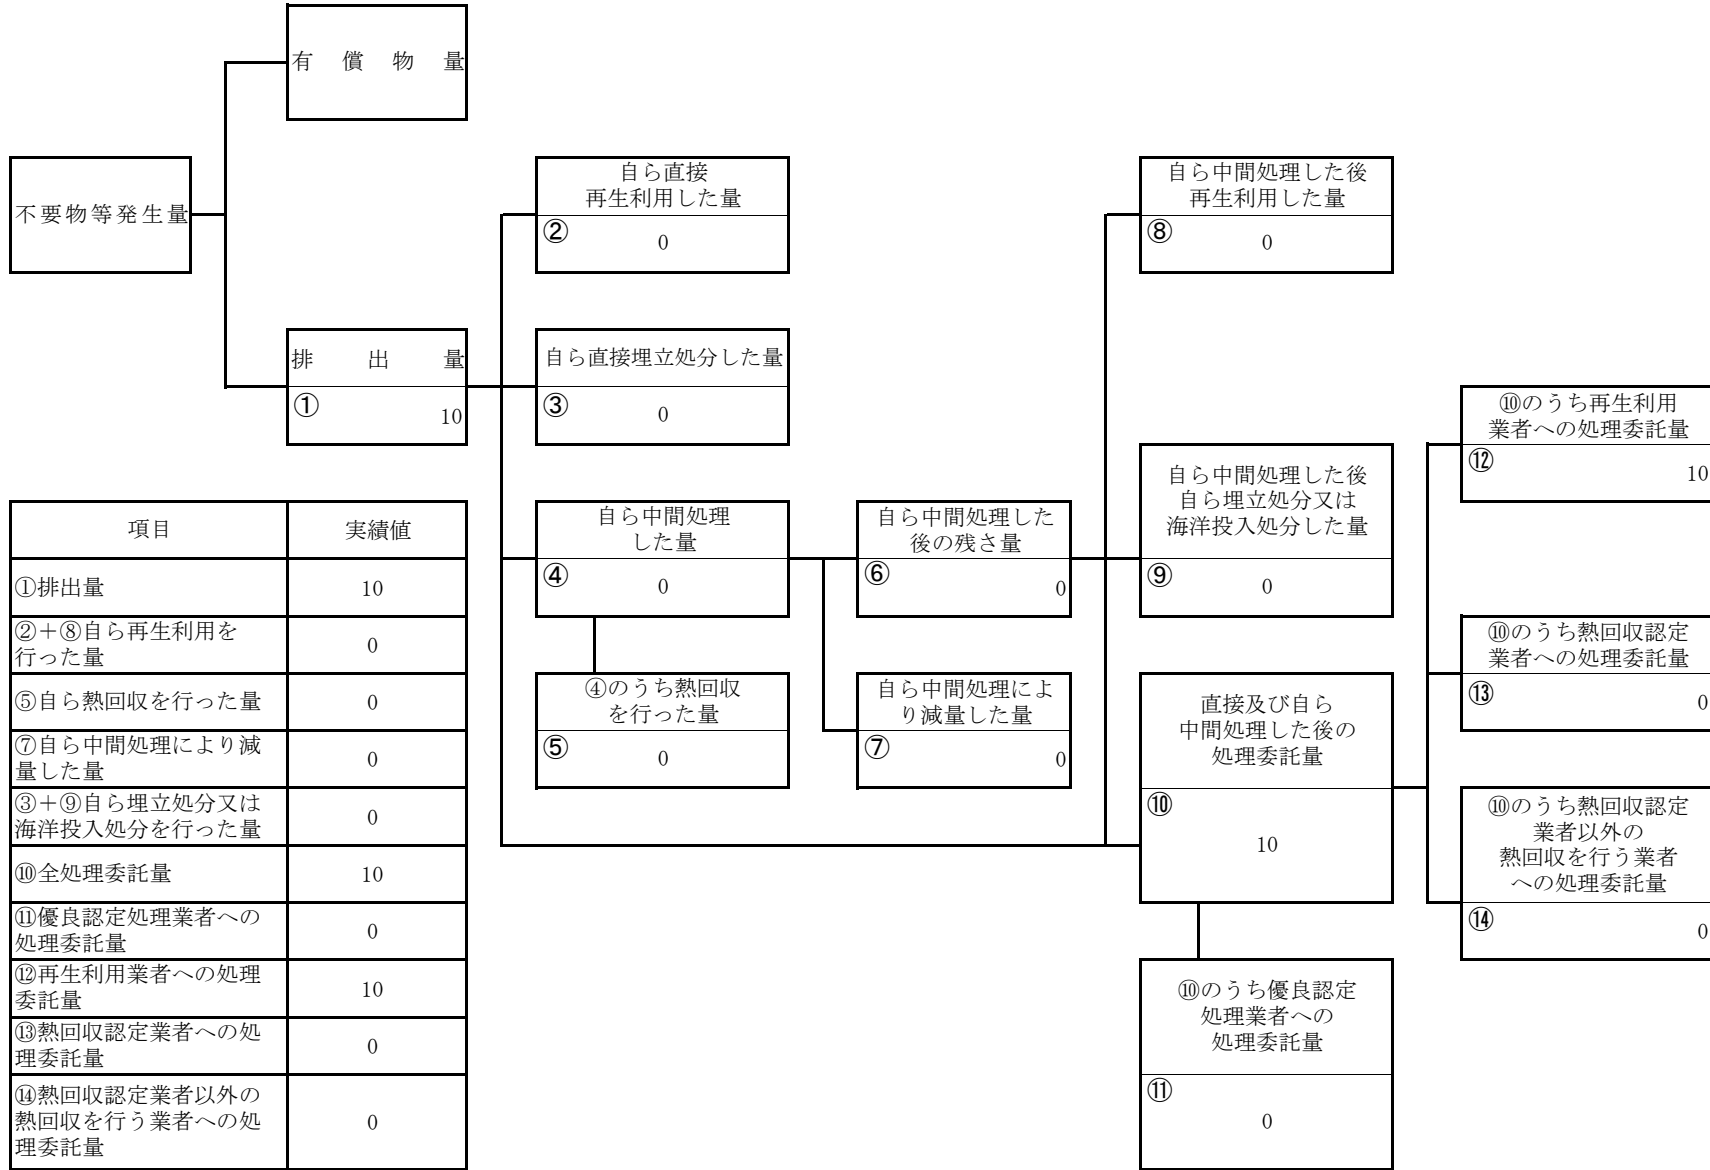 有償物量
不要物等発生量
排出量
①
10
自ら直接
再生利用した量
②
0
自ら直接埋立処分した量
③
0
自ら中間処理
した量
④
0
④のうち熱回収
を行った量
⑤
0
自ら中間処理した
後の残さ量
⑥
0
自ら中間処理によ
り減量した量
⑦
0
自ら中間処理した後
再生利用した量
⑧
0
自ら中間処理した後
自ら埋立処分又は
海洋投入処分した量
⑨
0
直接及び自ら
中間処理した後の
処理委託量
⑩
10
⑩のうち優良認定
処理業者への
処理委託量
⑪
0
⑩のうち再生利用
業者への処理委託量
⑫
10
⑩のうち熱回収認定
業者への処理委託量
⑬
0
⑩のうち熱回収認定
業者以外の
熱回収を行う業者
への処理委託量
⑭
0
項目 実績値
①排出量 10
②＋⑧自ら再生利用を
行った量 0
⑤自ら熱回収を行った量 0
⑦自ら中間処理により減
量した量 0
③＋⑨自ら埋立処分又は
海洋投入処分を行った量 0
⑩全処理委託量 10
⑪優良認定処理業者への
処理委託量 0
⑫再生利用業者への処理
委託量 10
⑬熱回収認定業者への処
理委託量 0
⑭熱回収認定業者以外の
熱回収を行う業者への処 0
理委託量